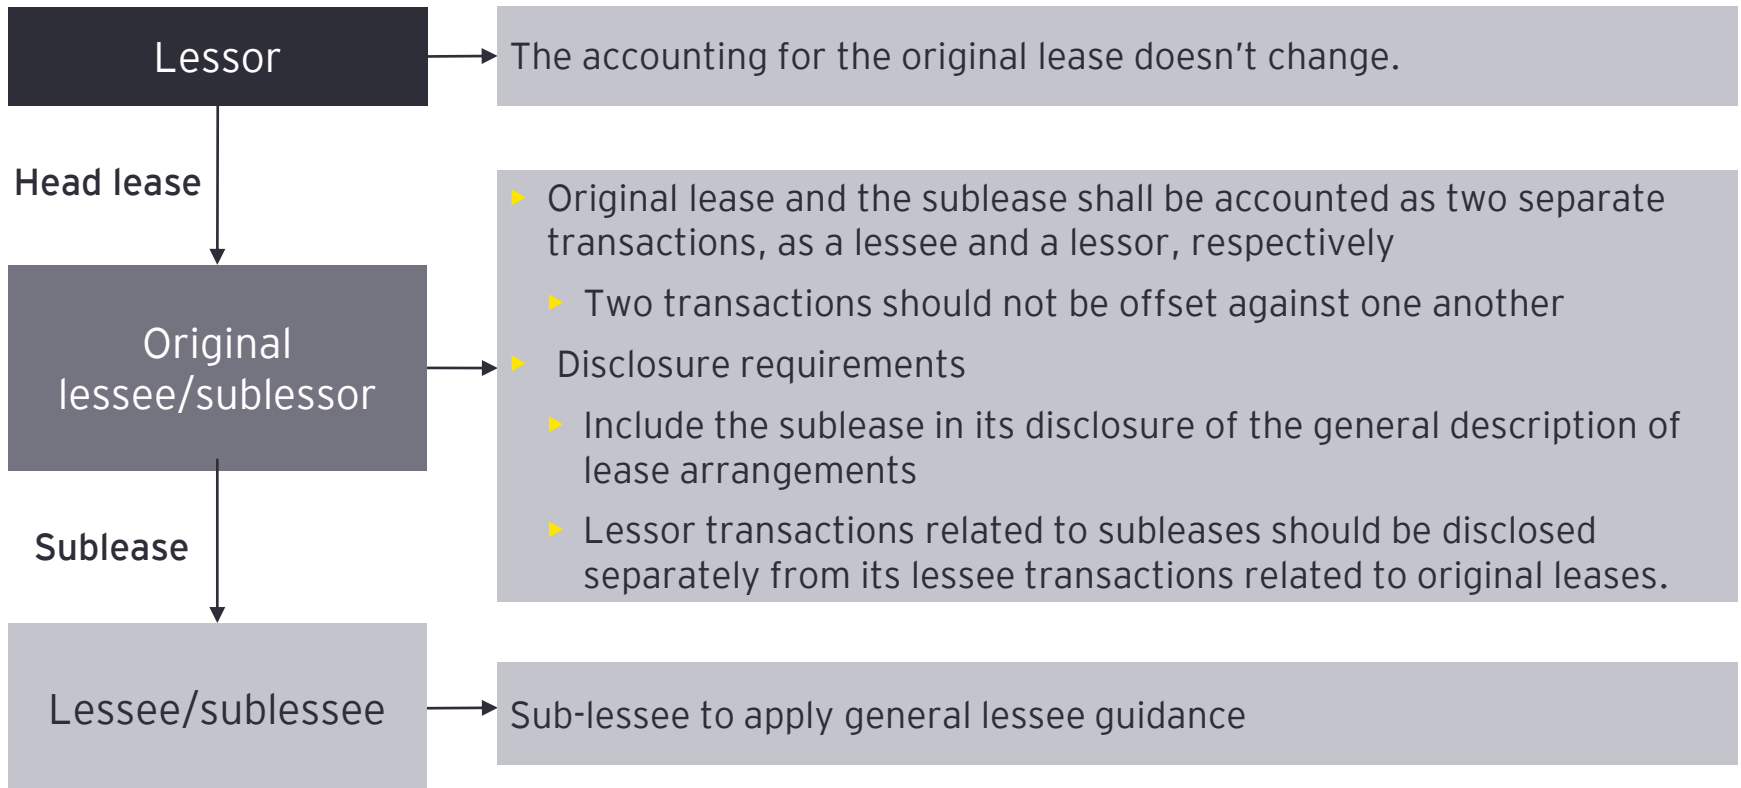 Lessor
The accounting for the original lease doesn't change.
Head lease
Original lease and the sublease shall be accounted as two separate
transactions, as a lessee and a lessor, respectively
Two transactions should not be offset against one another
Original
lessee/sublessor
Disclosure requirements
Include the sublease in its disclosure of the general description of
lease arrangements
Lessor transactions related to subleases should be disclosed
separately from its lessee transactions related to original leases.
Sublease
Lessee/sublessee
Sub-lessee to apply general lessee guidance